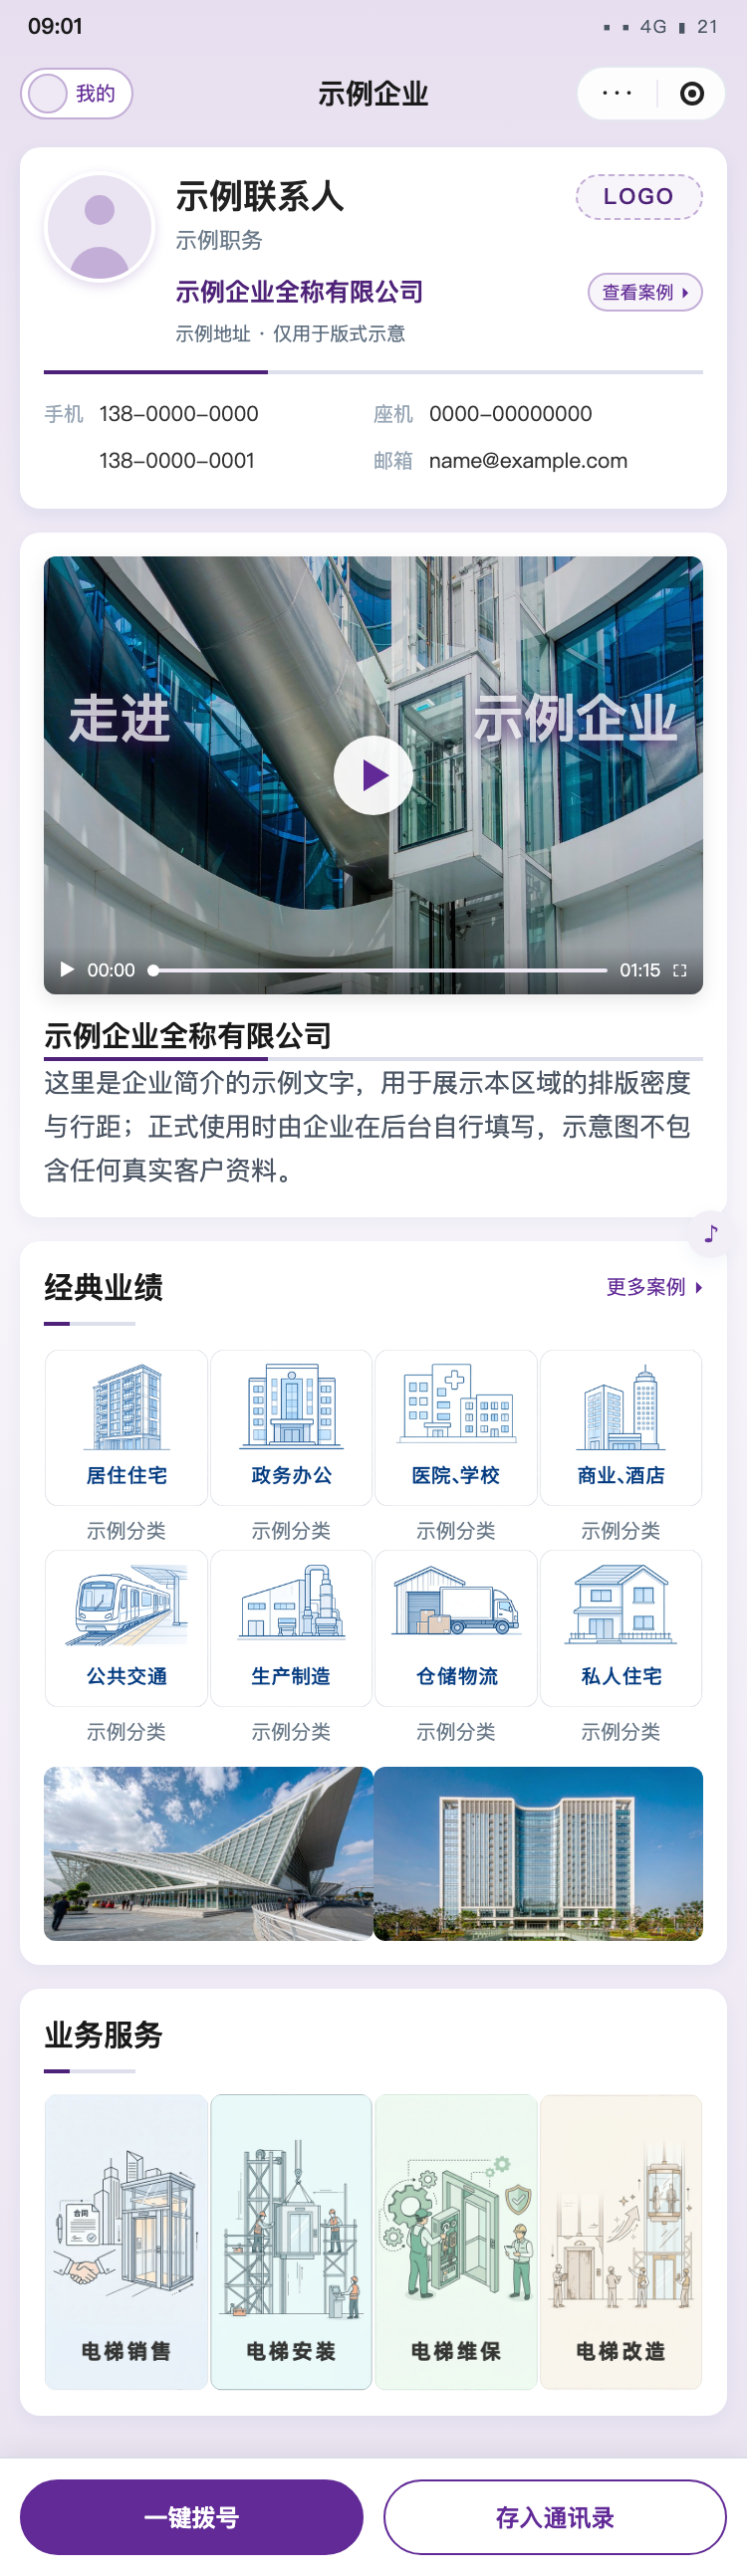 09:01
4G 21
我的
示例企业
示例联系人
LOGO
示例职务
示例企业全称有限公司
查看案例
示例地址 · 仅用于版式示意
手机 138-0000-0000
座机 0000-00000000
138-0000-0001
邮箱 name@example.com
走进
示例企业
00:00
01:15
示例企业全称有限公司
这里是企业简介的示例文字，用于展示本区域的排版密度
与行距；正式使用时由企业在后台自行填写，示意图不包
含任何真实客户资料。
经典业绩
更多案例
居住住宅
政务办公
医院、学校
商业、酒店
示例分类
示例分类
示例分类
示例分类
公共交通
生产制造
仓储物流
私人住宅
示例分类
示例分类
示例分类
示例分类
业务服务
合同
电梯销售
电梯安装
电梯维保
电梯改造
一键拨号
存入通讯录